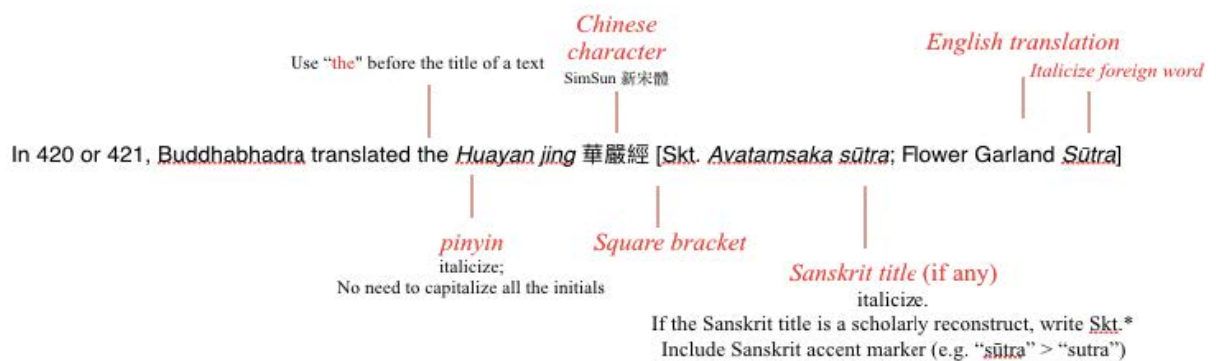 Chinese
character
SimSun 新宋體
Use “the" before the title of a text
English translation
Italicize foreign word
In 420 or 421, Buddhabhadra translated the Huayan jing 華嚴經 [Skt. Avatamsaka sūtra; Flower Garland Sūtra]
pinyin
italicize;
No need to capitalize all the initials
Square bracket
Sanskrit title (if any)
italicize.
If the Sanskrit title is a scholarly reconstruct, write Skt.*
Include Sanskrit accent marker (e.g. “sūtra” > “sutra”)